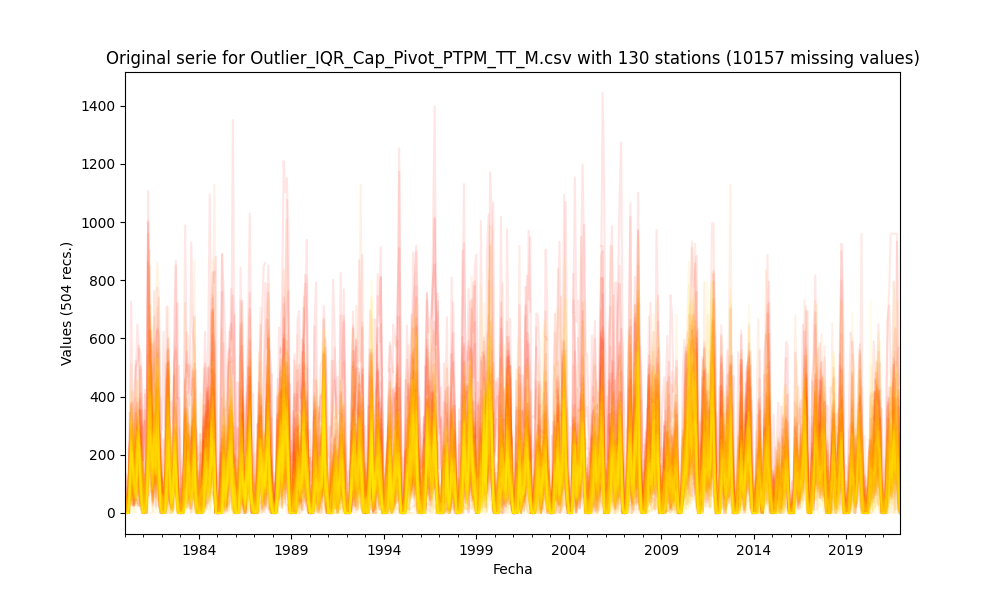 Original serie for Outlier_IQR_Cap_Pivot_PTPM_TT_M.csv with 130 stations (10157 missing values)
1400
1200
1000
800
600
400
200
0
Values (504 recs.)
1984 1989 1994 1999 2004 2009 2014 2019
Fecha